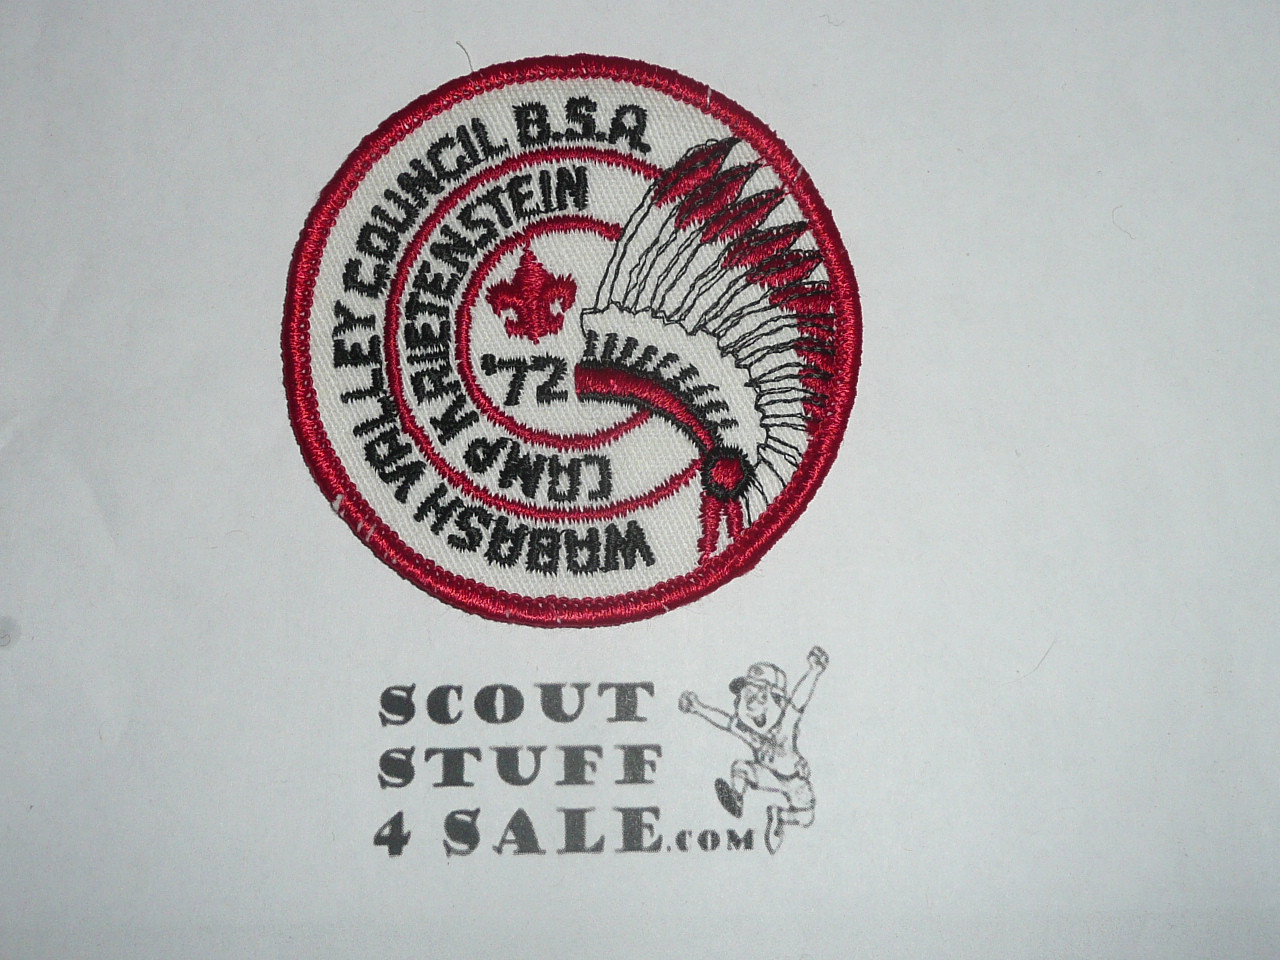 WABASH VALLEY COUNCIL B.S.A.
CAMP KRIETENSTEIN
'72
SCOUT
STUFF
4 SALE.COM